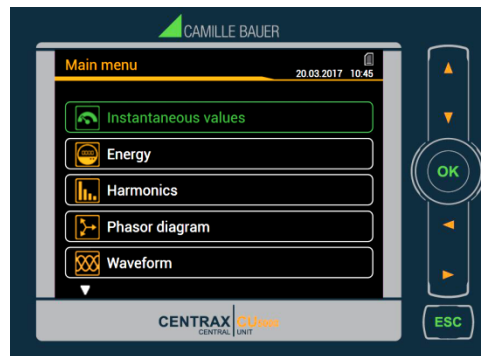 CAMILLE BAUER
Main menu
20.03.2017 10:45
Instantaneous values
Energy
Harmonics
Phasor diagram
Waveform
OK
ESC
CENTRAX
CENTRAL UNIT